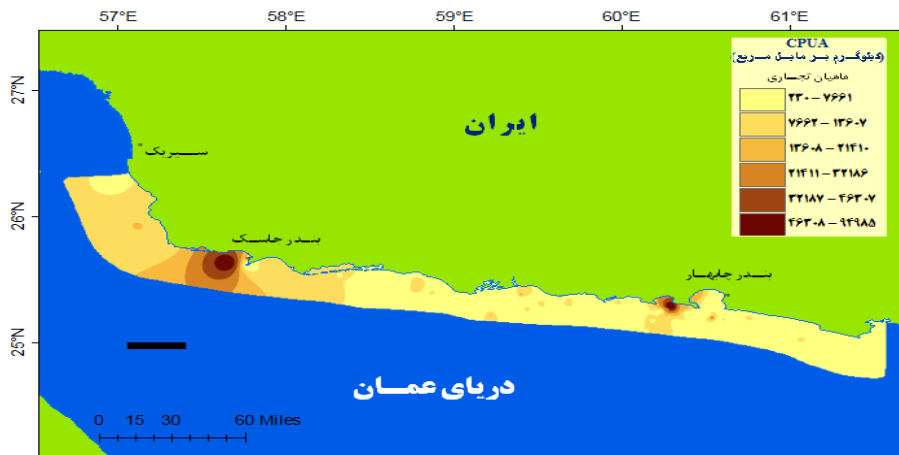 57°E 58°E 59°E 60°E 61°E
27°N
26°N
25°N
CPUA
(کیلوگرم بر مایل مربع)
ماهیان تجاری
۲۳۰ – ۷۶۶۱
۷۶۶۲ – ۱۳۶۰۷
۱۳۶۰۸ – ۲۱۴۱۰
۲۱۴۱۱ – ۳۲۱۸۶
۳۲۱۸۷ – ۴۶۳۰۷
۴۶۳۰۸ – ۹۴۹۸۵
ایران
سیریک
بندر جاسک
بندر چابهار
دریای عمان
0 15 30 60 Miles